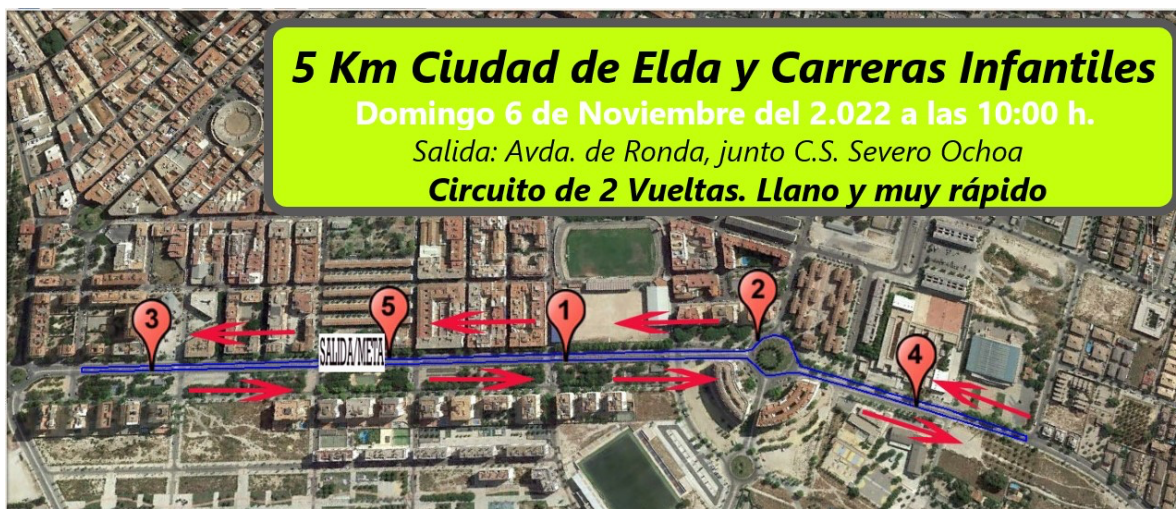 5 Km Ciudad de Elda y Carreras Infantiles
Domingo 6 de Noviembre del 2.022 a las 10:00 h.
Salida: Avda. de Ronda, junto C.S. Severo Ochoa
Circuito de 2 Vueltas. Llano y muy rápido
2
5
1
3
SALIDA/META
4